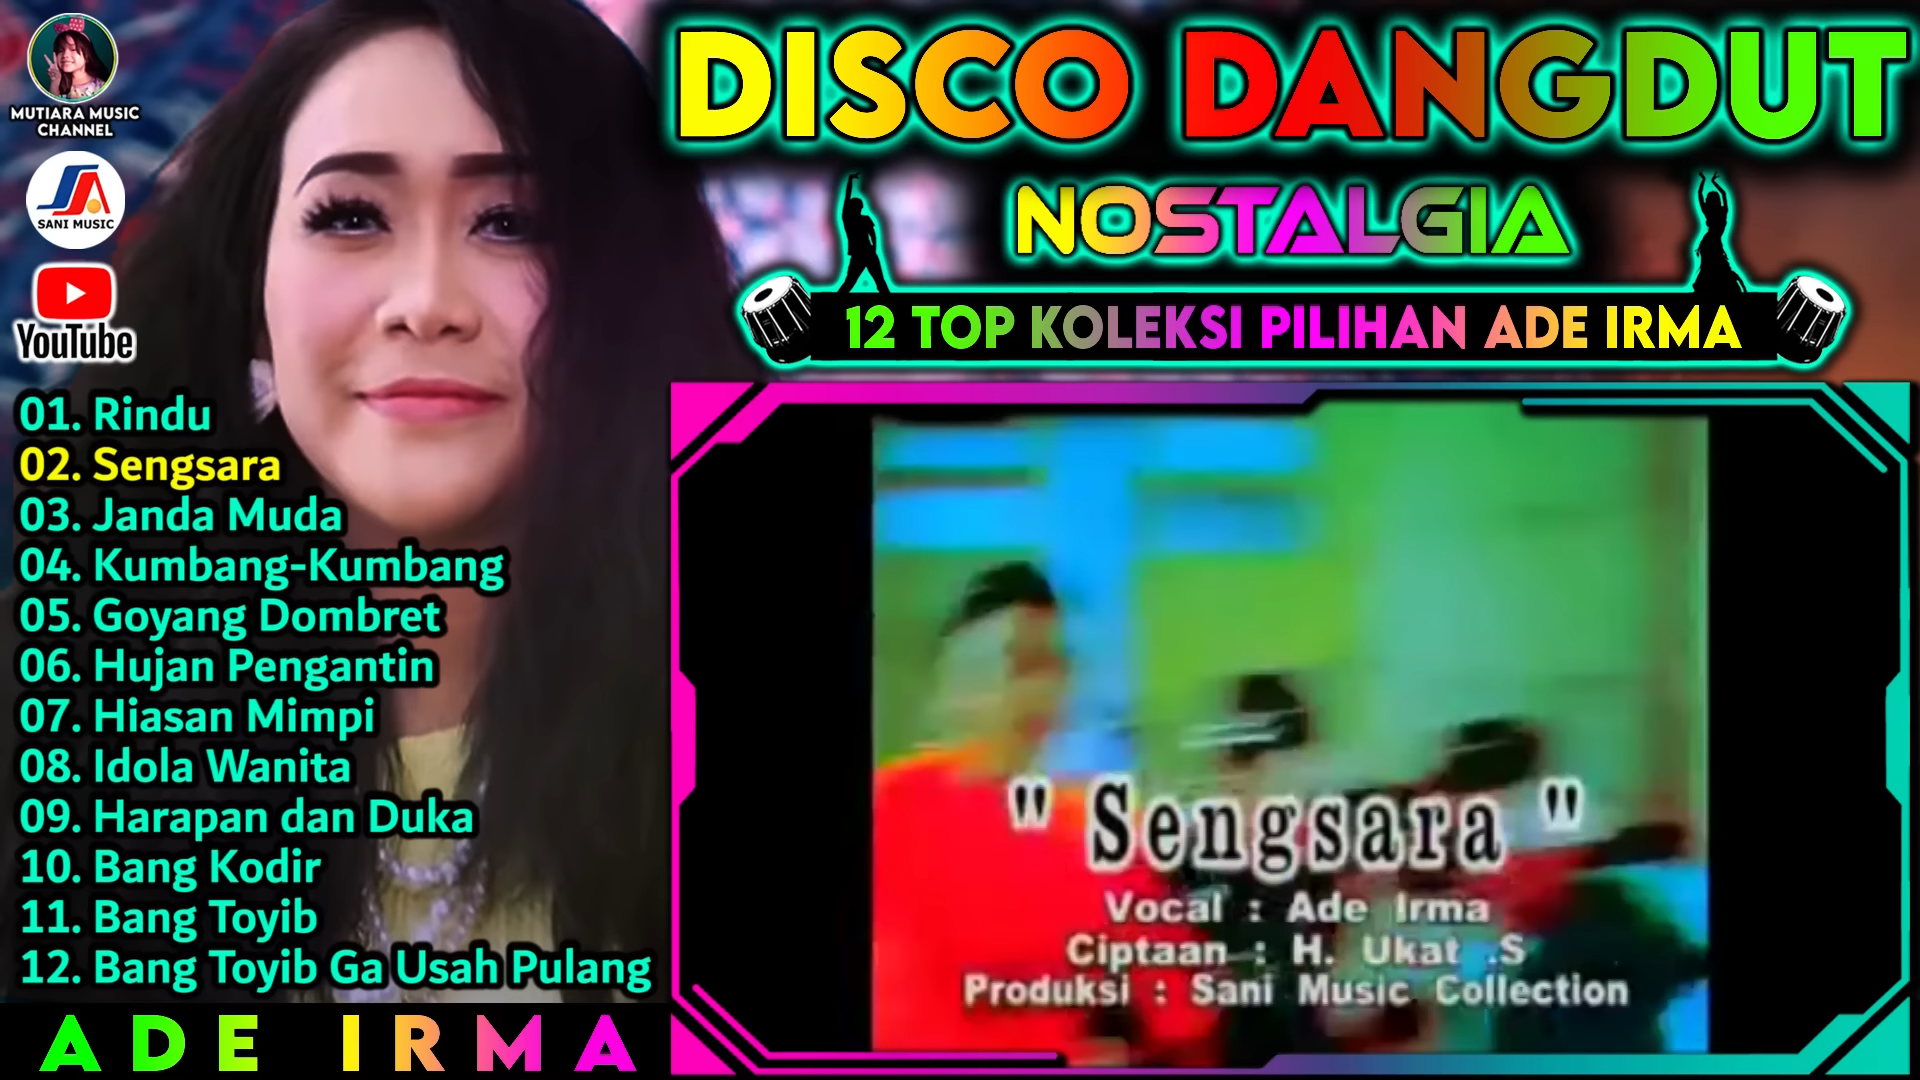 MUTIARA MUSIC
CHANNEL
SANI MUSIC
YouTube
DISCO DANGDUT
NOSTALGIA
12 TOP KOLEKSI PILIHAN ADE IRMA
01. Rindu
02. Sengsara
03. Janda Muda
04. Kumbang-Kumbang
05. Goyang Dombret
06. Hujan Pengantin
07. Hiasan Mimpi
08. Idola Wanita
09. Harapan dan Duka
10. Bang Kodir
11. Bang Toyib
12. Bang Toyib Ga Usah Pulang
ADE IRMA
" Sengsara "
Vocal : Ade Irma
Ciptaan : H. Ukat .S
Produksi : Sani Music Collection